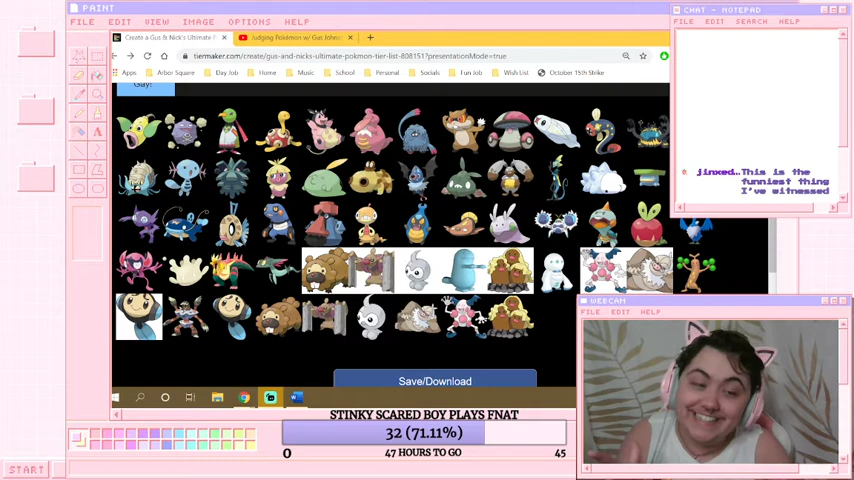 PAINT
FILE EDIT VIEW IMAGE OPTIONS HELP
Create a Gus & Nick's Ultimate P
Judging Pokémon w/ Gus Johns
tiermaker.com/create/gus-and-nicks-ultimate-pokmon-tier-list-808151?presentationMode=true
Apps Arbor Square Day Job Home Music School Personal Socials Fun Job Wish List October 15th Strike
Gay!
CHAT - NOTEPAD
FILE EDIT SEARCH HELP
jinxed… This is the
funniest thing
I've witnessed
WEBCAM
FILE EDIT HELP
Save/Download
STINKY SCARED BOY PLAYS FNAT
32 (71.11%)
0 47 HOURS TO GO 45
START